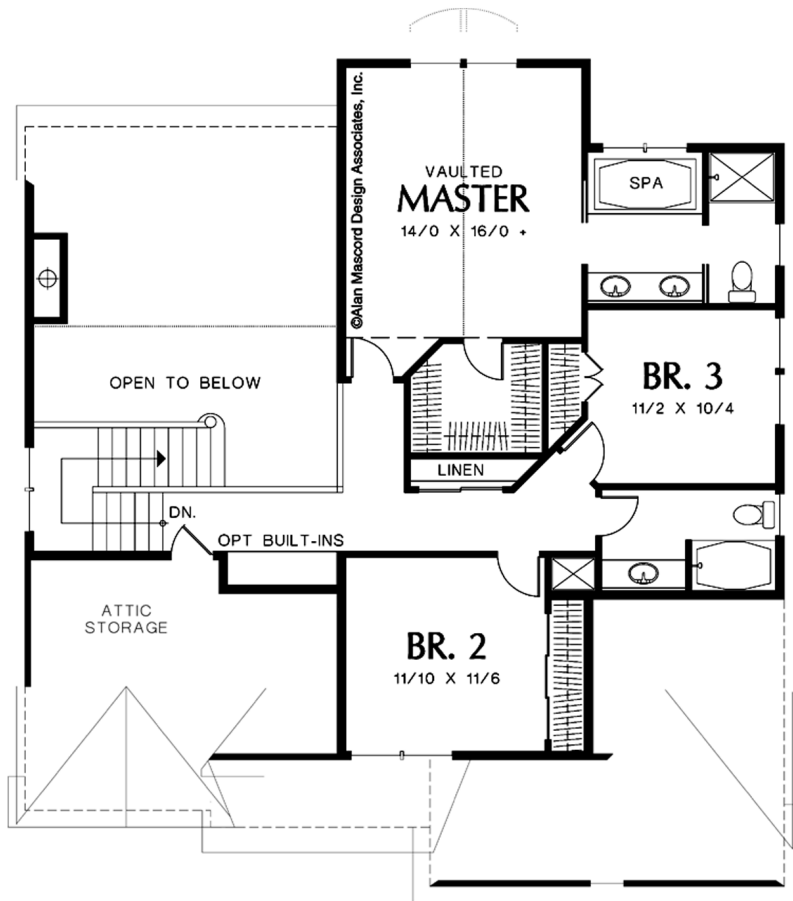 ©Alan Mascord Design Associates, Inc.
VAULTED
MASTER
14/0 X 16/0 +
SPA
OPEN TO BELOW
BR. 3
11/2 X 10/4
LINEN
DN.
OPT BUILT-INS
ATTIC
STORAGE
BR. 2
11/10 X 11/6